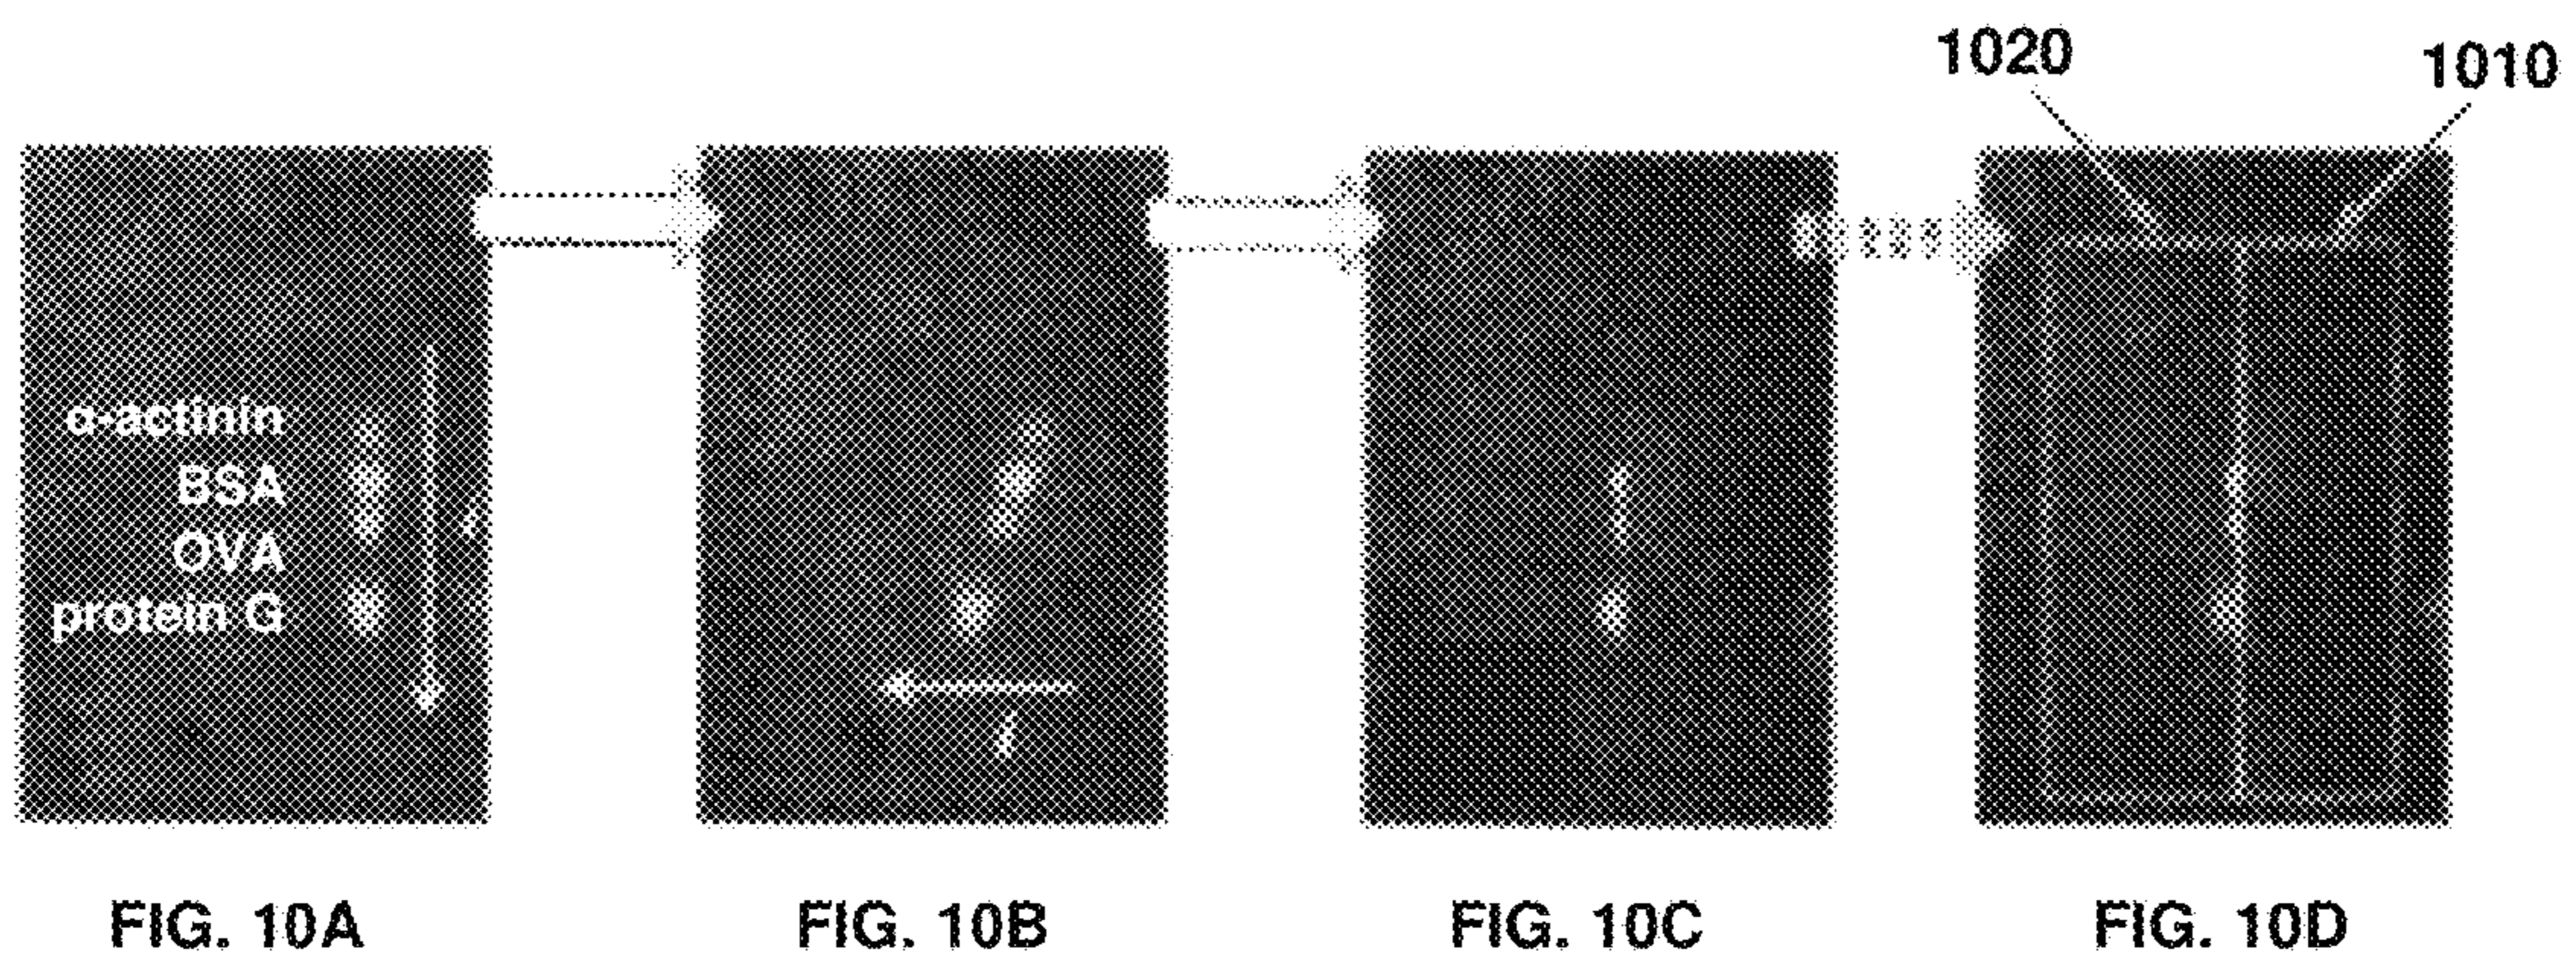 1020
1010
α-actinin
BSA
OVA
protein G
FIG. 10A
FIG. 10B
FIG. 10C
FIG. 10D